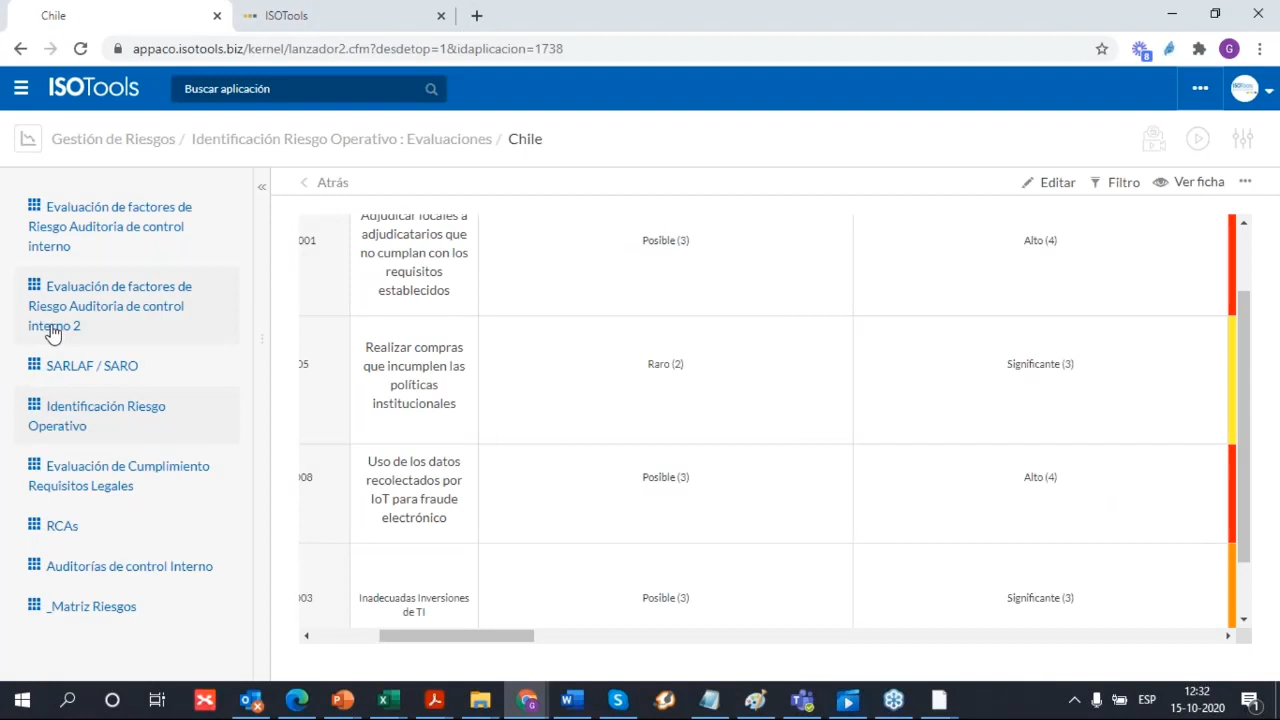 Chile
ISOTools
appaco.isotools.biz/kernel/lanzador2.cfm?desdetop=1&idaplicacion=1738
8
G
ISOTools
Buscar aplicación
Gestión de Riesgos / Identificación Riesgo Operativo : Evaluaciones / Chile
Evaluación de factores de
Riesgo Auditoria de control
interno
Evaluación de factores de
Riesgo Auditoria de control
interno 2
SARLAF / SARO
Identificación Riesgo
Operativo
Evaluación de Cumplimiento
Requisitos Legales
RCAs
Auditorías de control Interno
_Matriz Riesgos
Atrás
Editar
Filtro
Ver ficha
001
Adjudicar locales a
adjudicatarios que
no cumplan con los
requisitos
establecidos
Posible (3)
Alto (4)
05
Realizar compras
que incumplen las
políticas
institucionales
Raro (2)
Significante (3)
008
Uso de los datos
recolectados por
IoT para fraude
electrónico
Posible (3)
Alto (4)
003
Inadecuadas Inversiones
de TI
Posible (3)
Significante (3)
ESP
12:32
15-10-2020
1